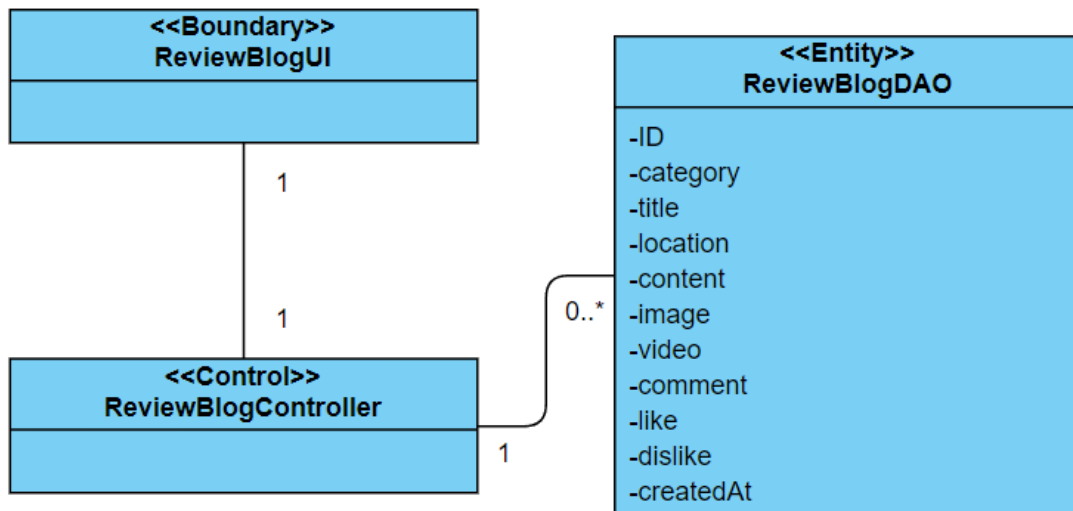 <<Boundary>>
ReviewBlogUI
1
1
<<Control>>
ReviewBlogController
1
0..*
<<Entity>>
ReviewBlogDAO
-ID
-category
-title
-location
-content
-image
-video
-comment
-like
-dislike
-createdAt